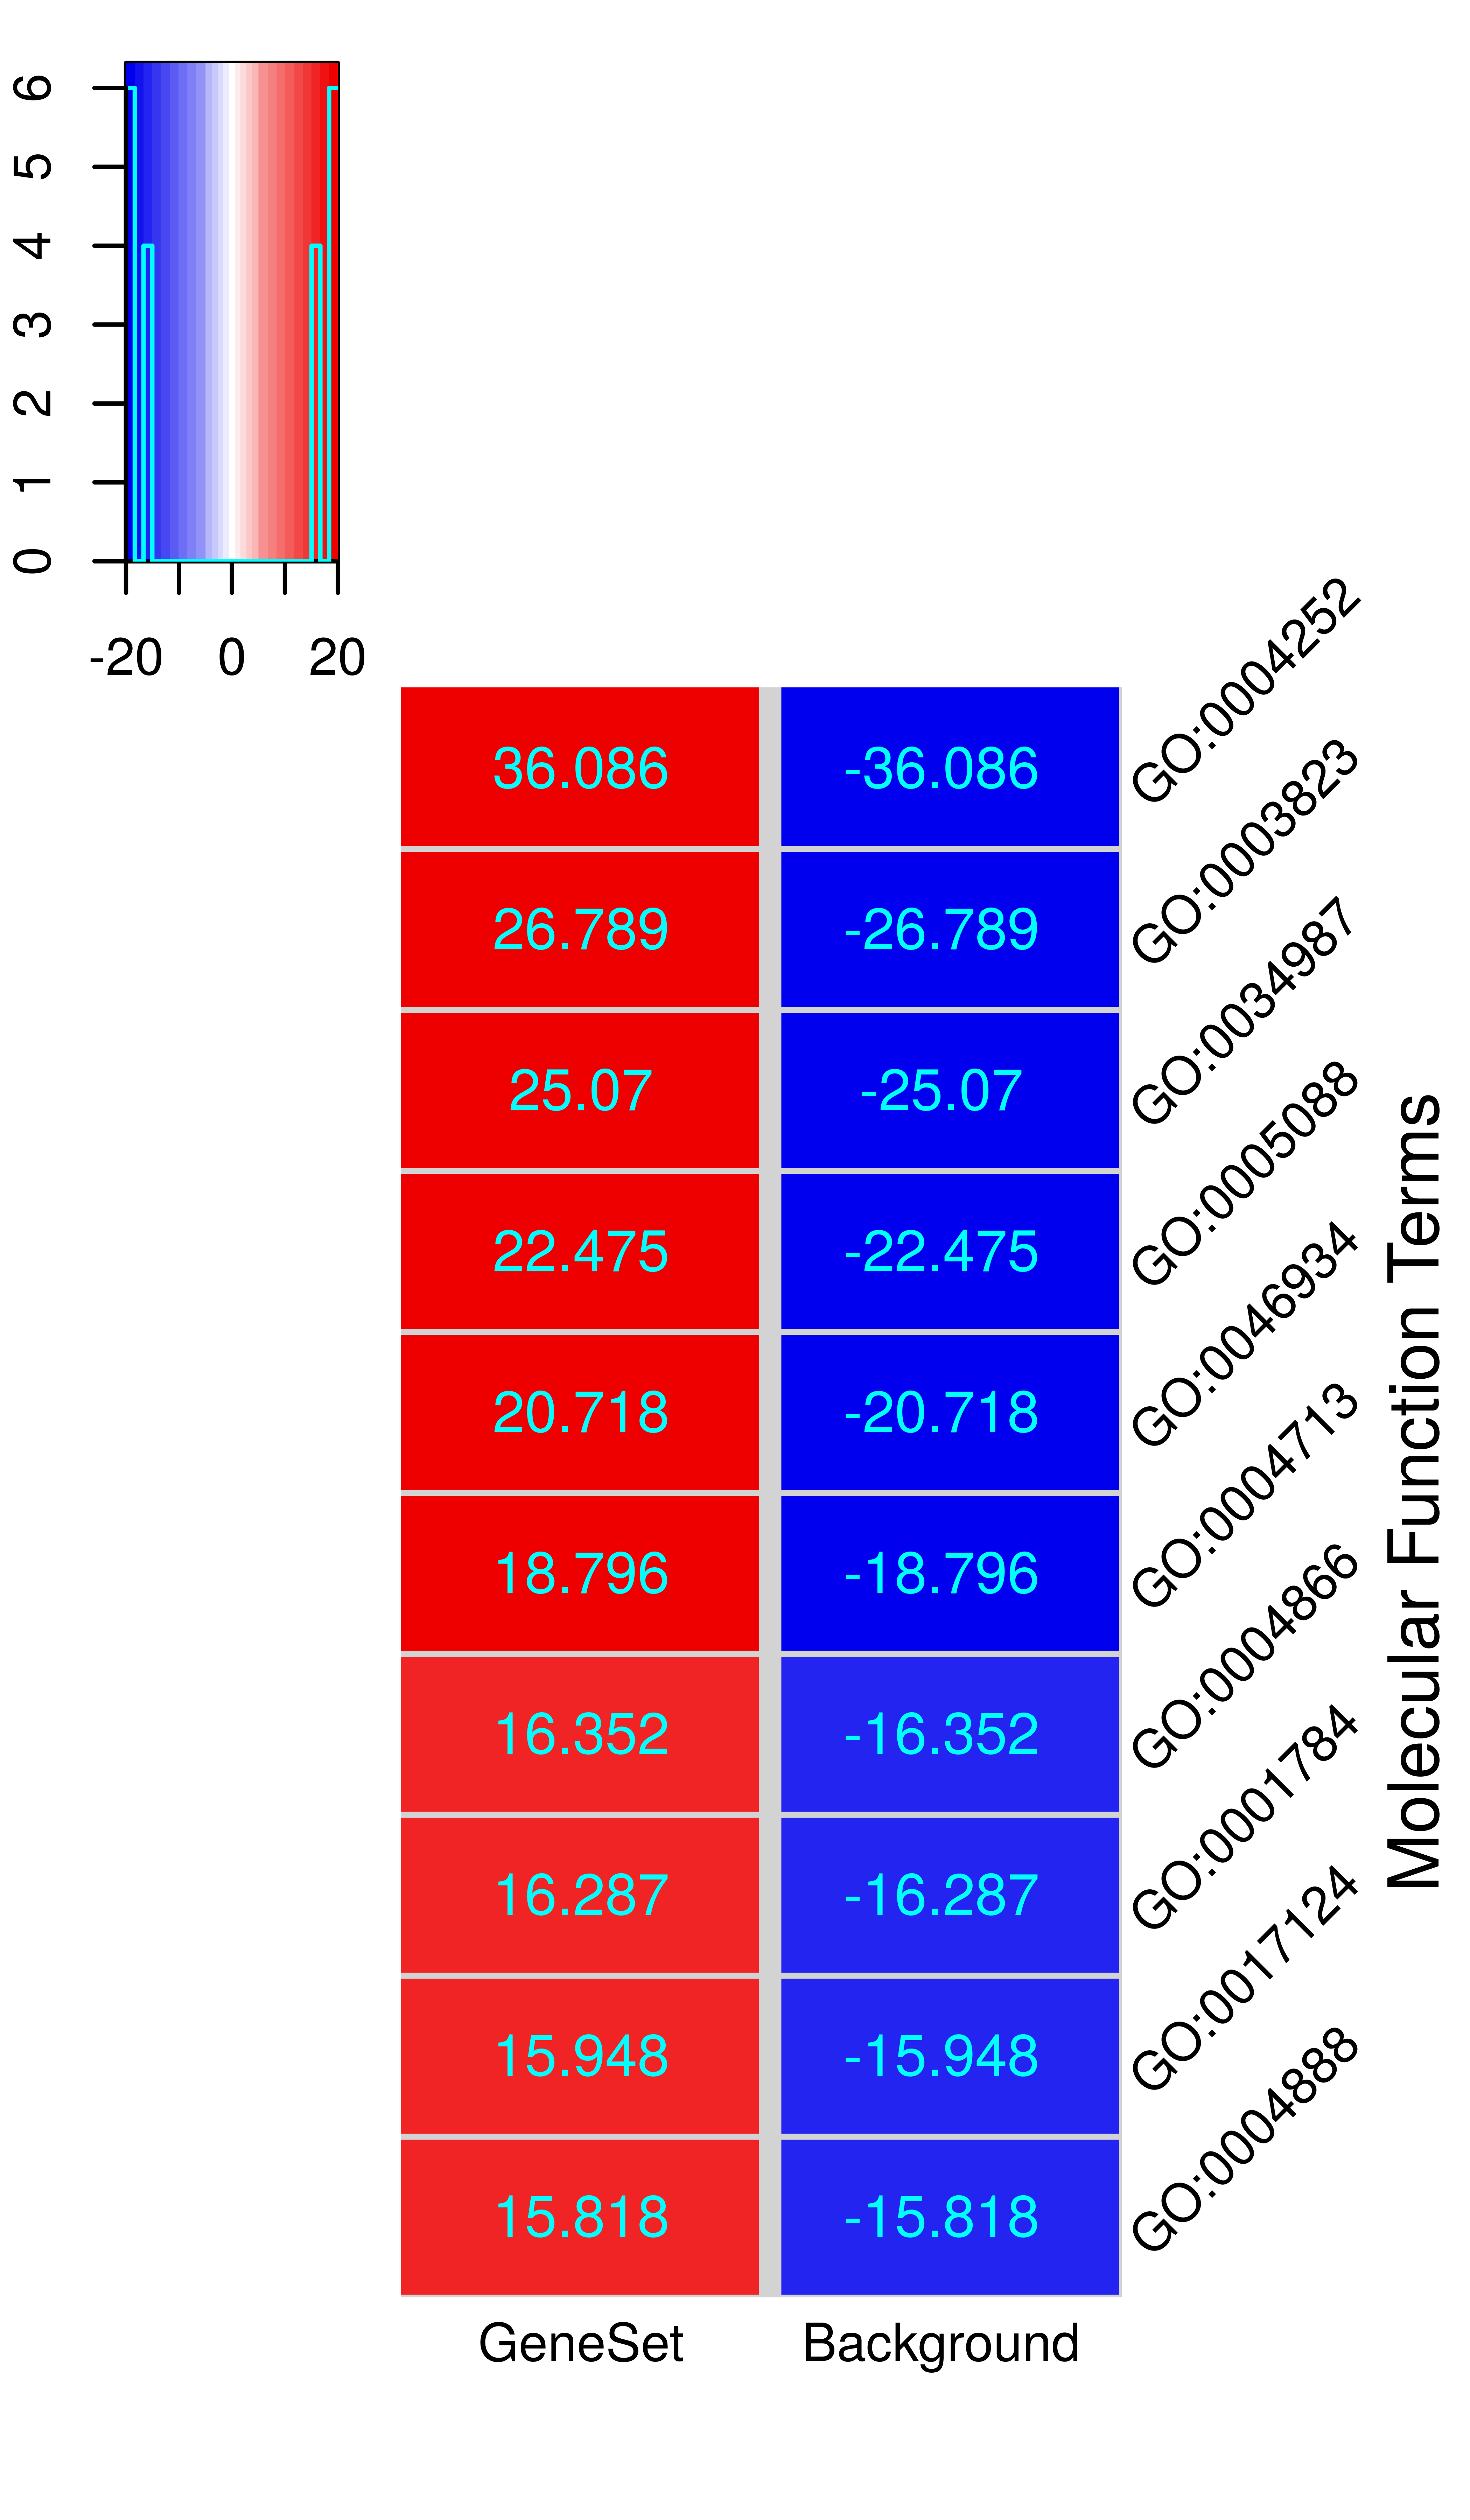 6
5
4
3
2
1
0
-20 0 20
36.086 -36.086 GO:0004252
26.789 -26.789 GO:0003823
25.07 -25.07 GO:0034987
22.475 -22.475 GO:0005088
20.718 -20.718 GO:0046934
18.796 -18.796 GO:0004713
16.352 -16.352 GO:0004866
16.287 -16.287 GO:0001784
15.948 -15.948 GO:0017124
15.818 -15.818 GO:0004888
GeneSet Background
Molecular Function Terms